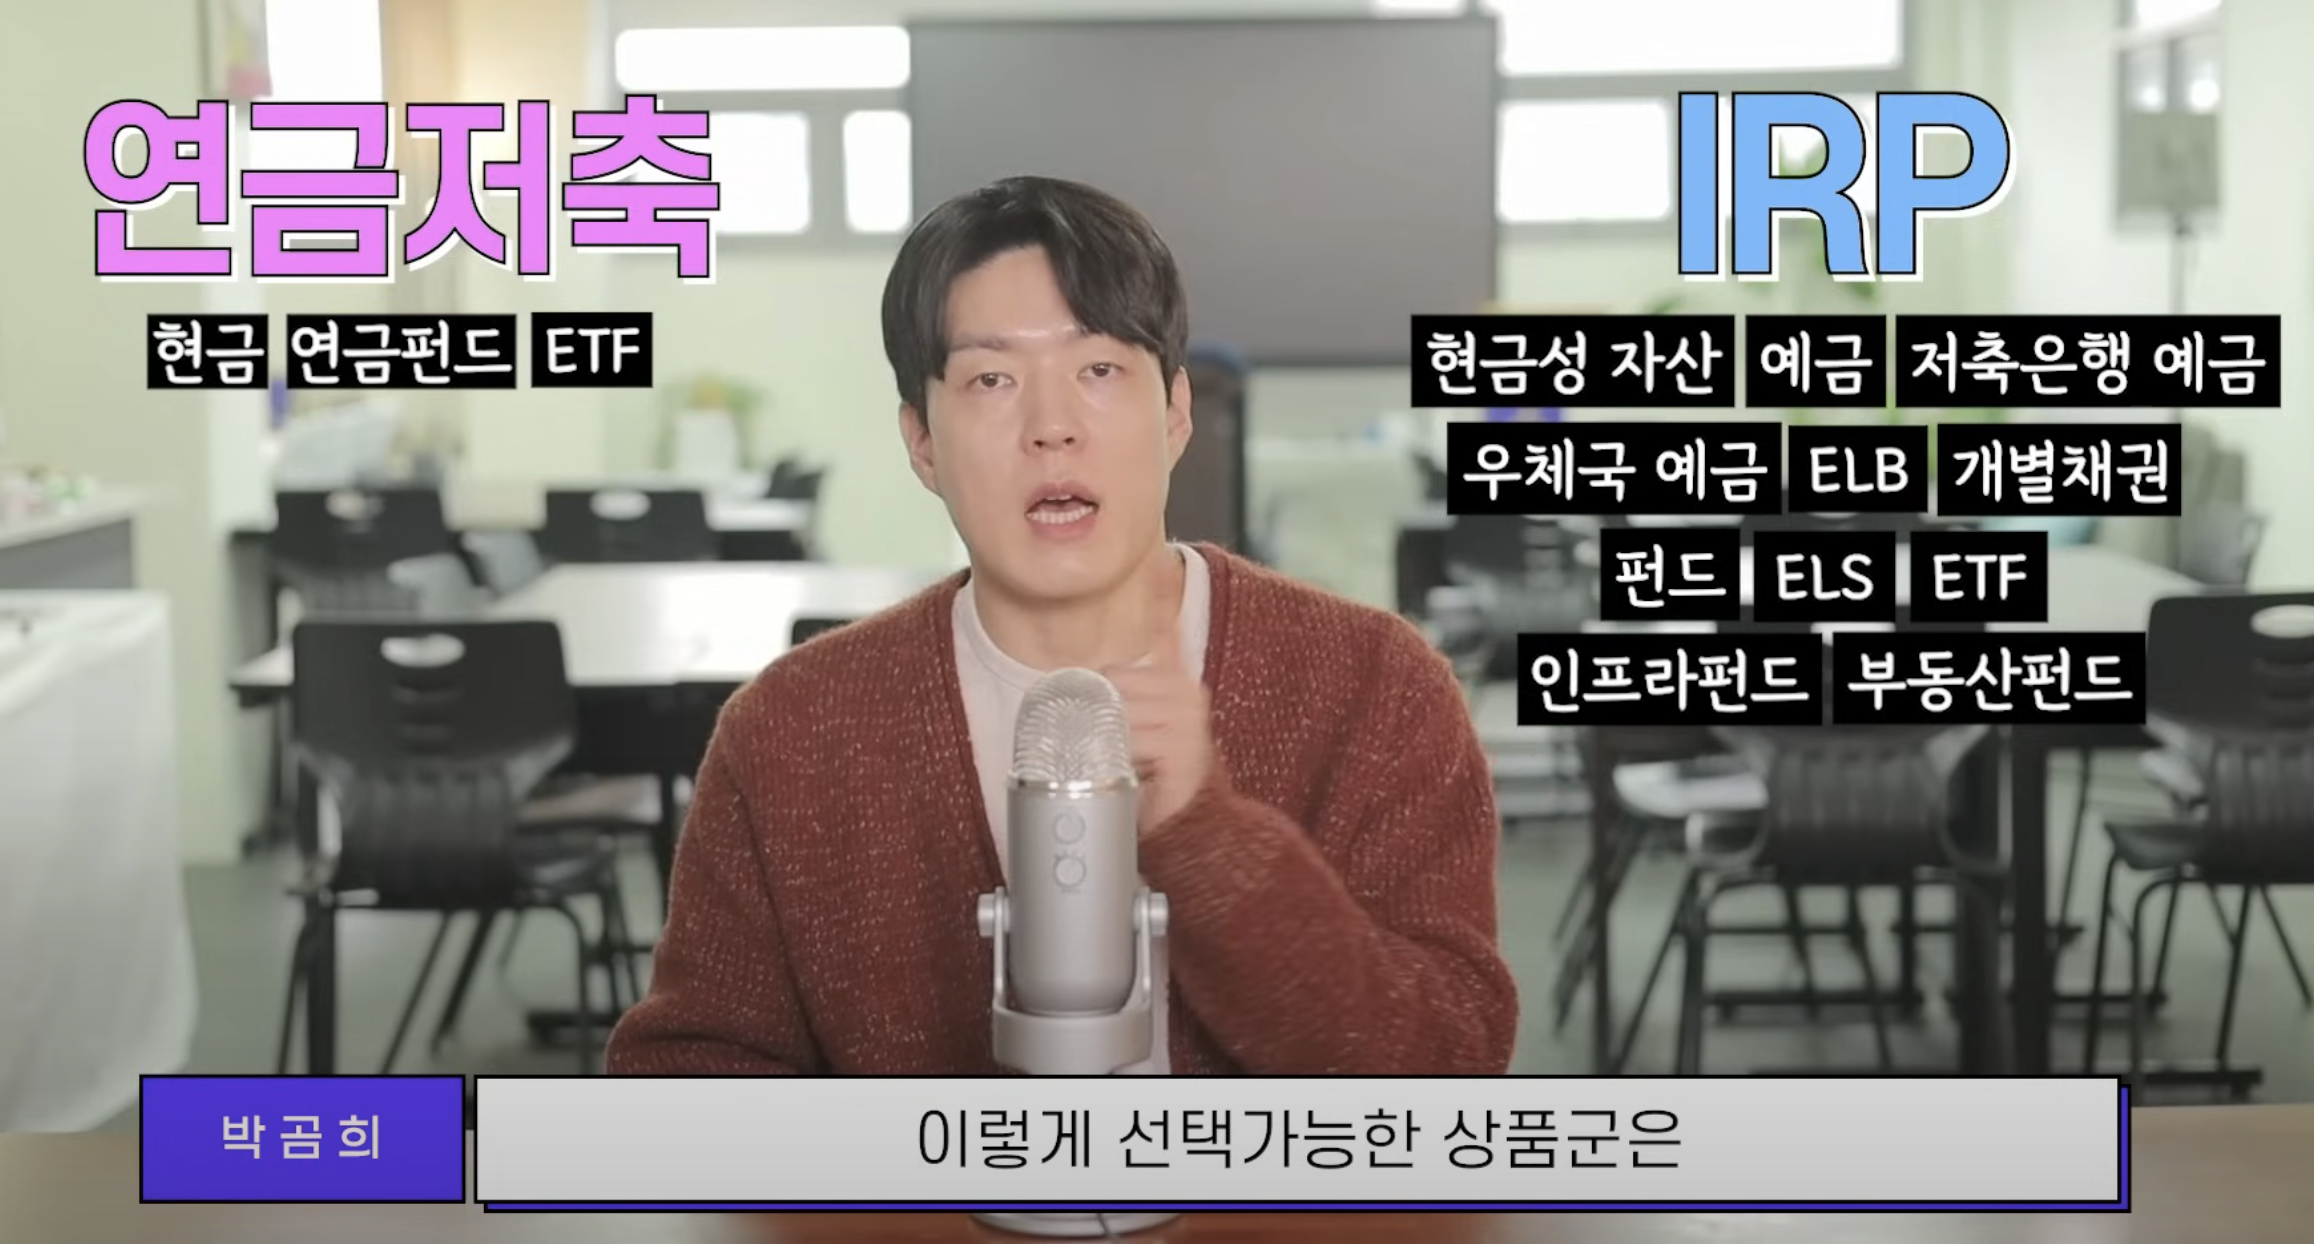 연금저축
현금 연금펀드 ETF
IRP
현금성 자산 예금 저축은행 예금
우체국 예금 ELB 개별채권
펀드 ELS ETF
인프라펀드 부동산펀드
박곰희
이렇게 선택가능한 상품군은